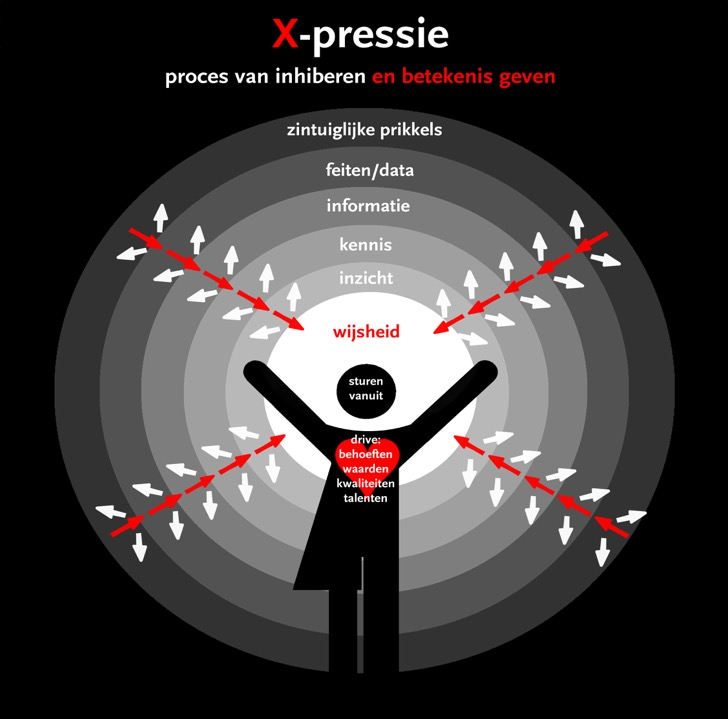 X-pressie
proces van inhiberen en betekenis geven
zintuiglijke prikkels
feiten/data
informatie
kennis
inzicht
wijsheid
sturen
vanuit
drive:
behoeften
waarden
kwaliteiten
talenten